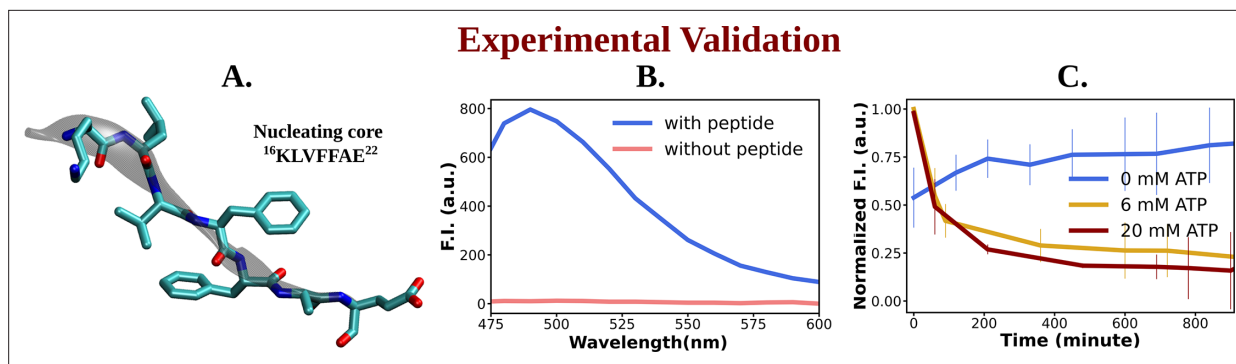 Experimental Validation
A.
B.
C.
Nucleating core
¹⁶KLVFFAE²²
800
600
400
200
0
F.I. (a.u.)
with peptide
without peptide
475
500
525
550
575
600
Wavelength(nm)
1.00
0.75
0.50
0.25
0.00
Normalized F.I. (a.u.)
0 mM ATP
6 mM ATP
20 mM ATP
0
200
400
600
800
Time (minute)